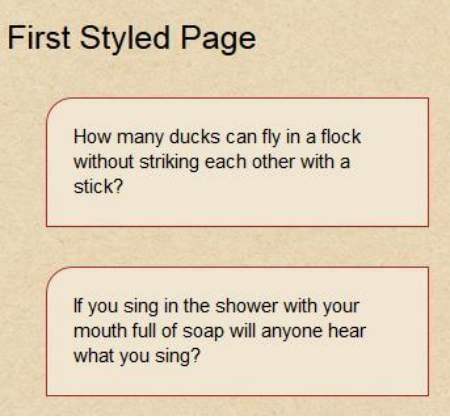 First Styled Page
How many ducks can fly in a flock
without striking each other with a
stick?
If you sing in the shower with your
mouth full of soap will anyone hear
what you sing?